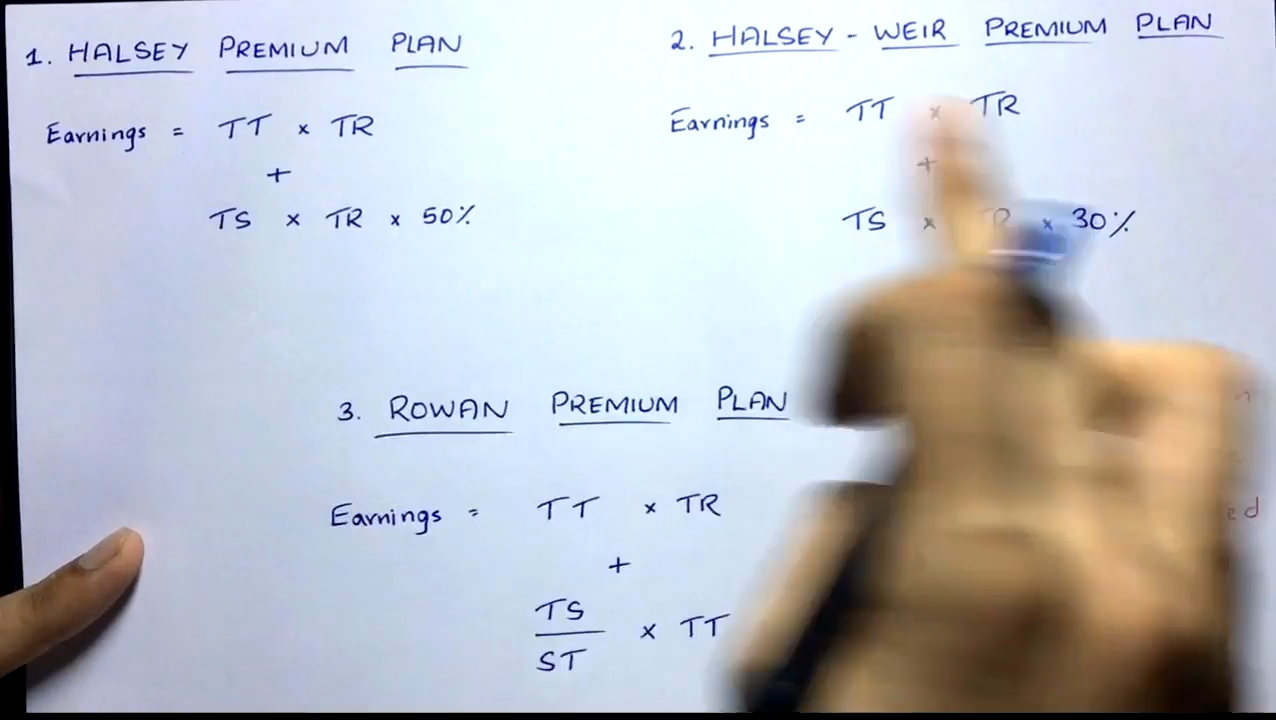 1. HALSEY PREMIUM PLAN
Earnings = TT × TR
+
TS × TR × 50%
2. HALSEY - WEIR PREMIUM PLAN
Earnings = TT × TR
+
TS × TR × 30%
3. ROWAN PREMIUM PLAN
Earnings = TT × TR
+
TS
ST
× TT